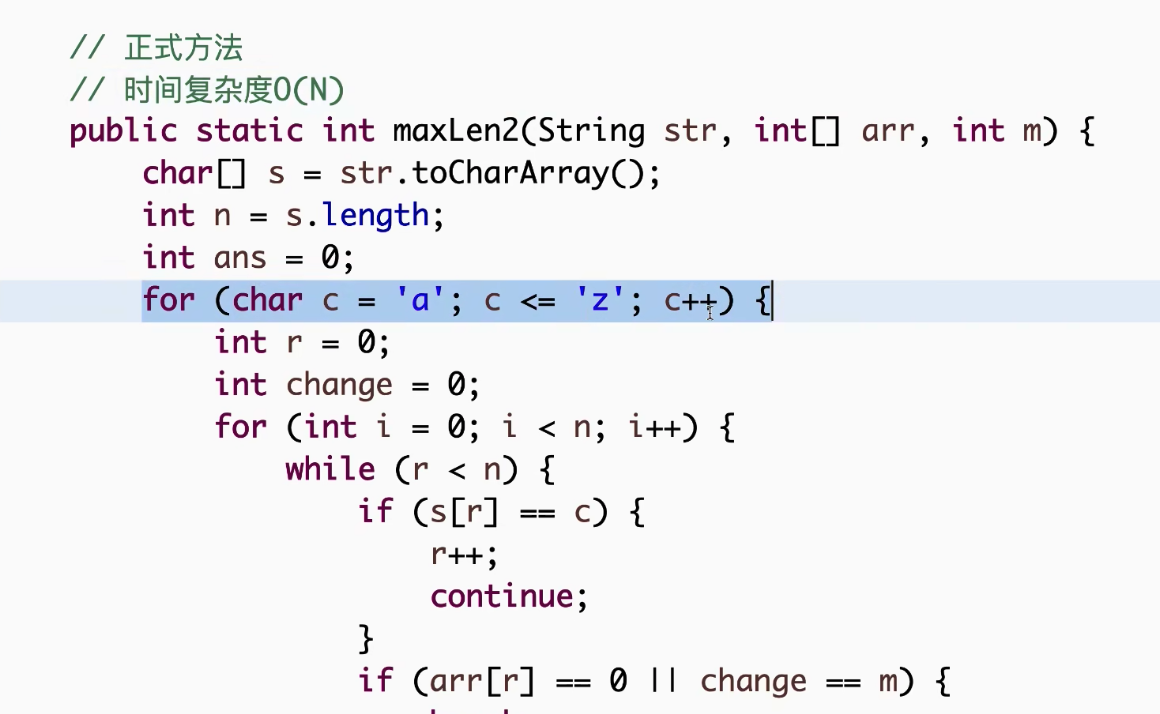 // 正式方法
// 时间复杂度O(N)
public static int maxLen2(String str, int[] arr, int m) {
char[] s = str.toCharArray();
int n = s.length;
int ans = 0;
for (char c = 'a'; c <= 'z'; c++) {
int r = 0;
int change = 0;
for (int i = 0; i < n; i++) {
while (r < n) {
if (s[r] == c) {
r++;
continue;
}
if (arr[r] == 0 || change == m) {